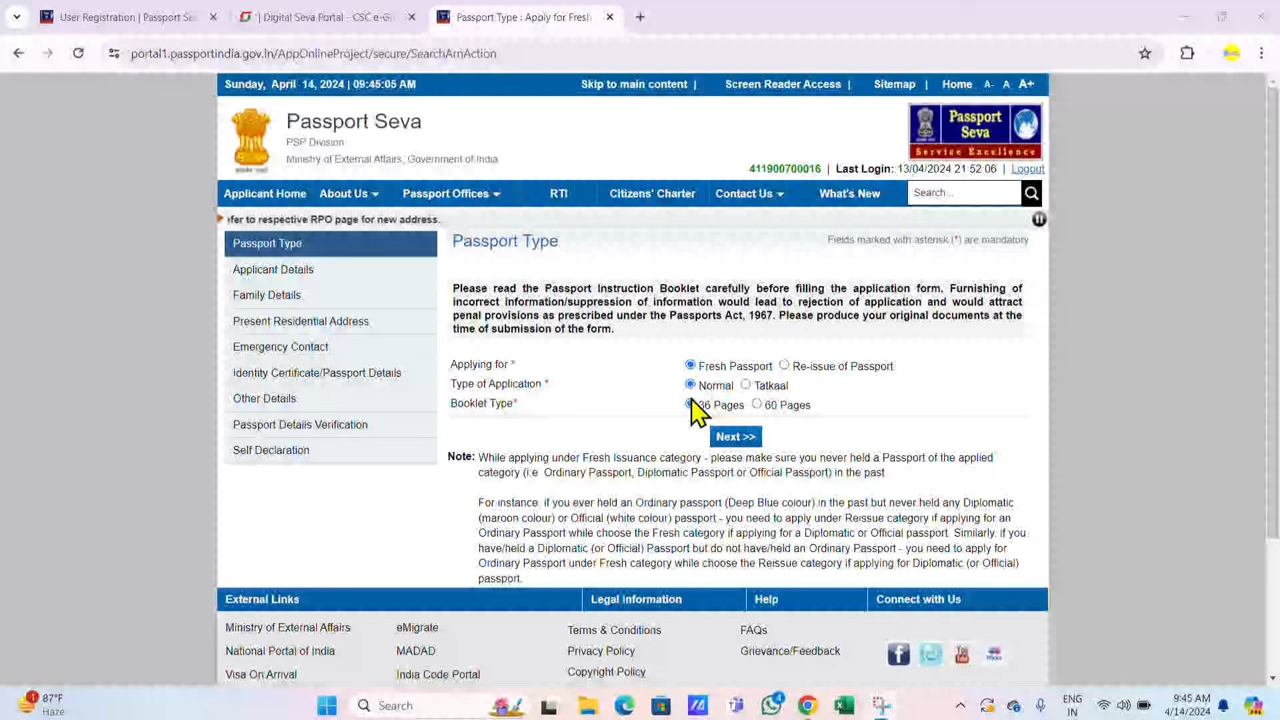 User Registration | Passport Se
| Digital Seva Portal - CSC e-G
Passport Type : Apply for Fresh
portal1.passportindia.gov.in/AppOnlineProject/secure/SearchArnAction
Sunday, April 14, 2024 | 09:45:05 AM
Skip to main content | Screen Reader Access | Sitemap | Home A- A A+
Passport Seva
PSP Division
Ministry of External Affairs, Government of India
Passport Seva
Service Excellence
411900700016 | Last Login: 13/04/2024 21:52:06 | Logout
Applicant Home About Us Passport Offices RTI Citizens' Charter Contact Us What's New Search...
efer to respective RPO page for new address.
Passport Type
Applicant Details
Family Details
Present Residential Address
Emergency Contact
Identity Certificate/Passport Details
Other Details
Passport Details Verification
Self Declaration
Passport Type
Fields marked with asterisk (*) are mandatory
Please read the Passport Instruction Booklet carefully before filling the application form. Furnishing of
incorrect information/suppression of information would lead to rejection of application and would attract
penal provisions as prescribed under the Passports Act, 1967. Please produce your original documents at the
time of submission of the form.
Applying for * Fresh Passport Re-issue of Passport
Type of Application * Normal Tatkaal
Booklet Type* 36 Pages 60 Pages
Next >>
Note: While applying under Fresh Issuance category - please make sure you never held a Passport of the applied
category (i.e Ordinary Passport, Diplomatic Passport or Official Passport) in the past
For instance, if you ever held an Ordinary passport (Deep Blue colour) in the past but never held any Diplomatic
(maroon colour) or Official (white colour) passport - you need to apply under Reissue category if applying for an
Ordinary Passport while choose the Fresh category if applying for a Diplomatic or Official passport. Similarly, if you
have/held a Diplomatic (or Official) Passport but do not have/held an Ordinary Passport - you need to apply for
Ordinary Passport under Fresh category while choose the Reissue category if applying for Diplomatic (or Official)
passport.
External Links Legal Information Help Connect with Us
Ministry of External Affairs eMigrate Terms & Conditions FAQs
National Portal of India MADAD Privacy Policy Grievance/Feedback
Visa On Arrival India Code Portal Copyright Policy
87°F
Haze
Search
4
ENG
IN
9:45 AM
4/14/2024